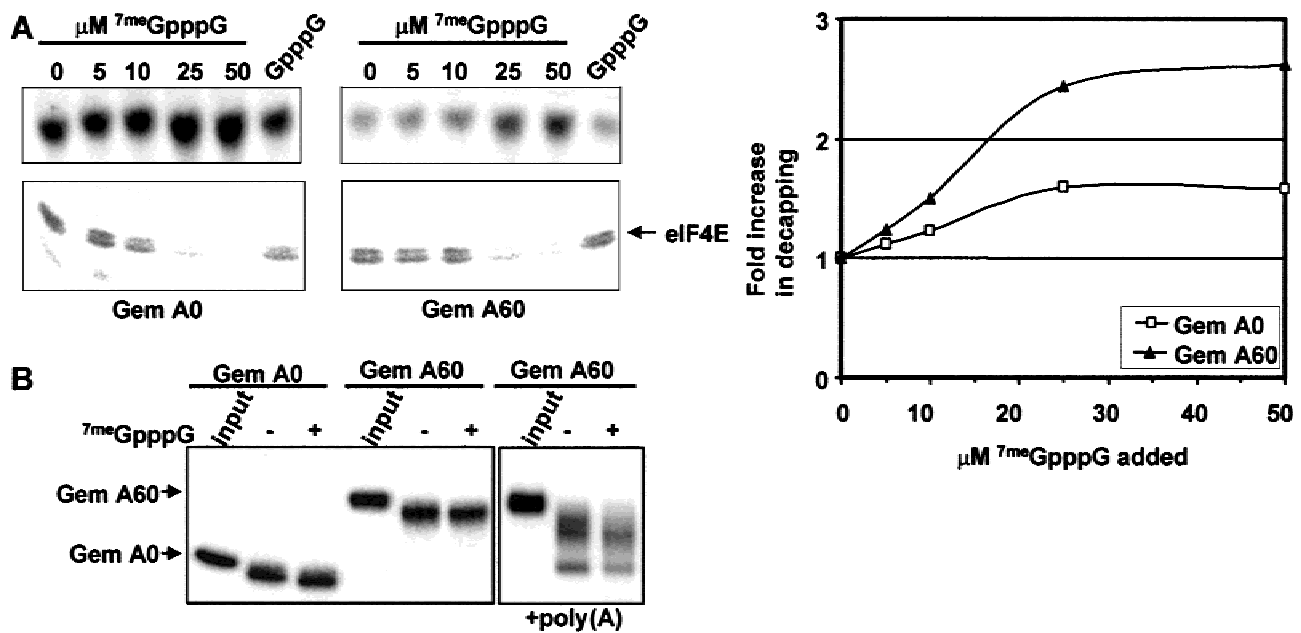 A
μM 7meGpppG
0 5 10 25 50 GpppG
μM 7meGpppG
0 5 10 25 50 GpppG
eIF4E
Gem A0
Gem A60
B
Gem A0 Gem A60 Gem A60
7meGpppG input - + input - + input - +
Gem A60
Gem A0
+poly(A)
3
2
1
0
Fold increase
in decapping
Gem A0
Gem A60
0 10 20 30 40 50
μM 7meGpppG added